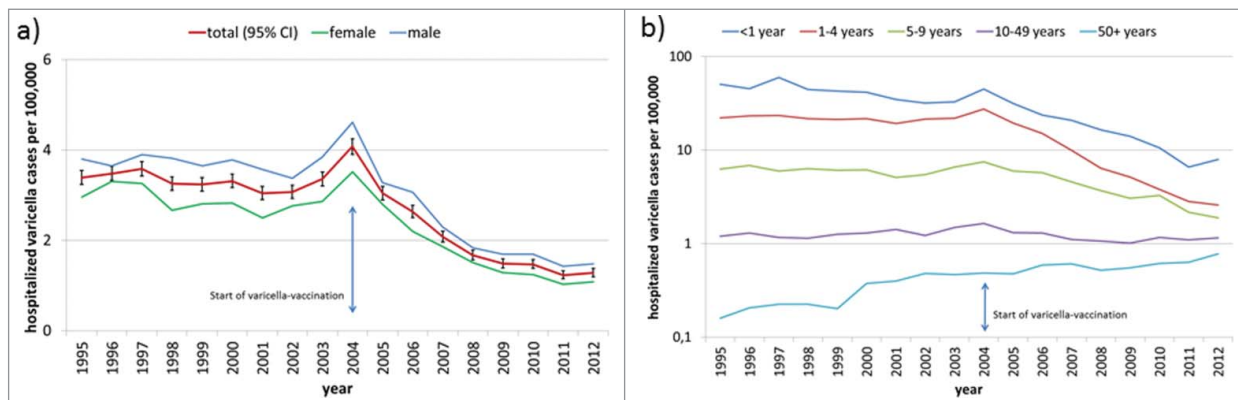 a)
total (95% CI) female male
hospitalized varicella cases per 100,000
6
4
2
0
Start of varicella-vaccination
1995 1996 1997 1998 1999 2000 2001 2002 2003 2004 2005 2006 2007 2008 2009 2010 2011 2012
year
b)
<1 year 1-4 years 5-9 years 10-49 years 50+ years
hospitalized varicella cases per 100,000
100
10
1
0,1
Start of varicella-vaccination
1995 1996 1997 1998 1999 2000 2001 2002 2003 2004 2005 2006 2007 2008 2009 2010 2011 2012
year